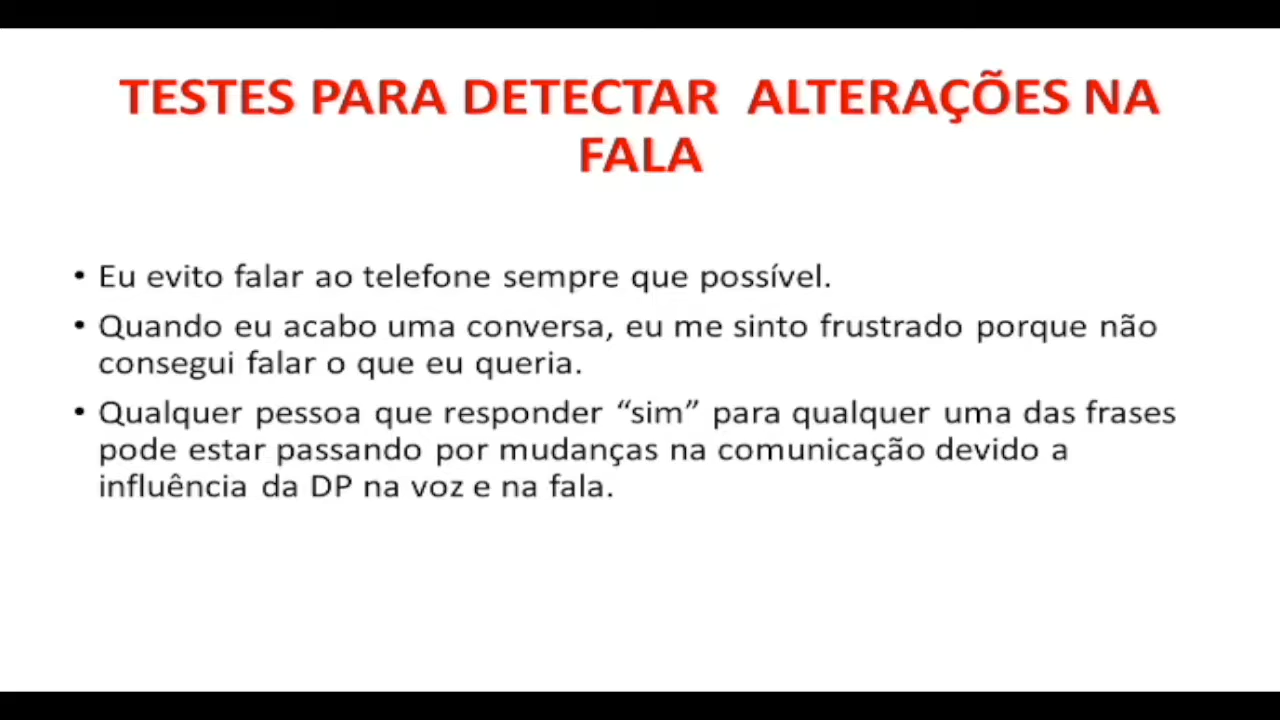 TESTES PARA DETECTAR ALTERAÇÕES NA
FALA
• Eu evito falar ao telefone sempre que possível.
• Quando eu acabo uma conversa, eu me sinto frustrado porque não
consegui falar o que eu queria.
• Qualquer pessoa que responder “sim” para qualquer uma das frases
pode estar passando por mudanças na comunicação devido a
influência da DP na voz e na fala.